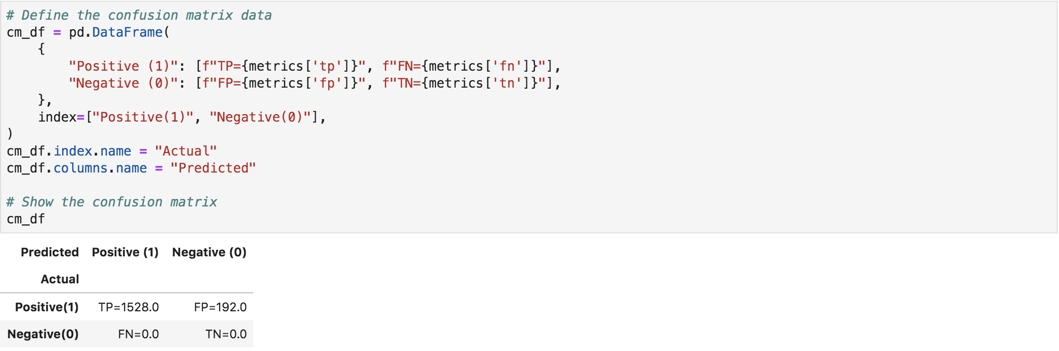 # Define the confusion matrix data
cm_df = pd.DataFrame(
    {
        "Positive (1)": [f"TP={metrics['tp']}", f"FN={metrics['fn']}"],
        "Negative (0)": [f"FP={metrics['fp']}", f"TN={metrics['tn']}"],
    },
    index=["Positive(1)", "Negative(0)"],
)
cm_df.index.name = "Actual"
cm_df.columns.name = "Predicted"
# Show the confusion matrix
cm_df
Predicted Positive (1) Negative (0)
Actual
Positive(1) TP=1528.0 FP=192.0
Negative(0) FN=0.0 TN=0.0